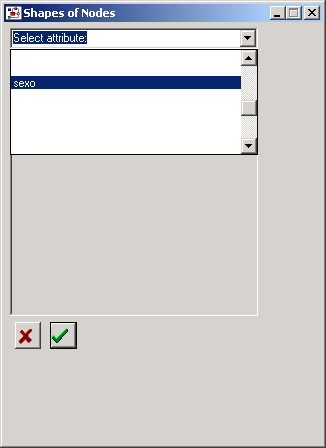 Shapes of Nodes
Select attribute:
sexo